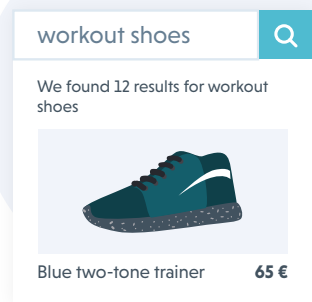 workout shoes
We found 12 results for workout
shoes
Blue two-tone trainer 65 €